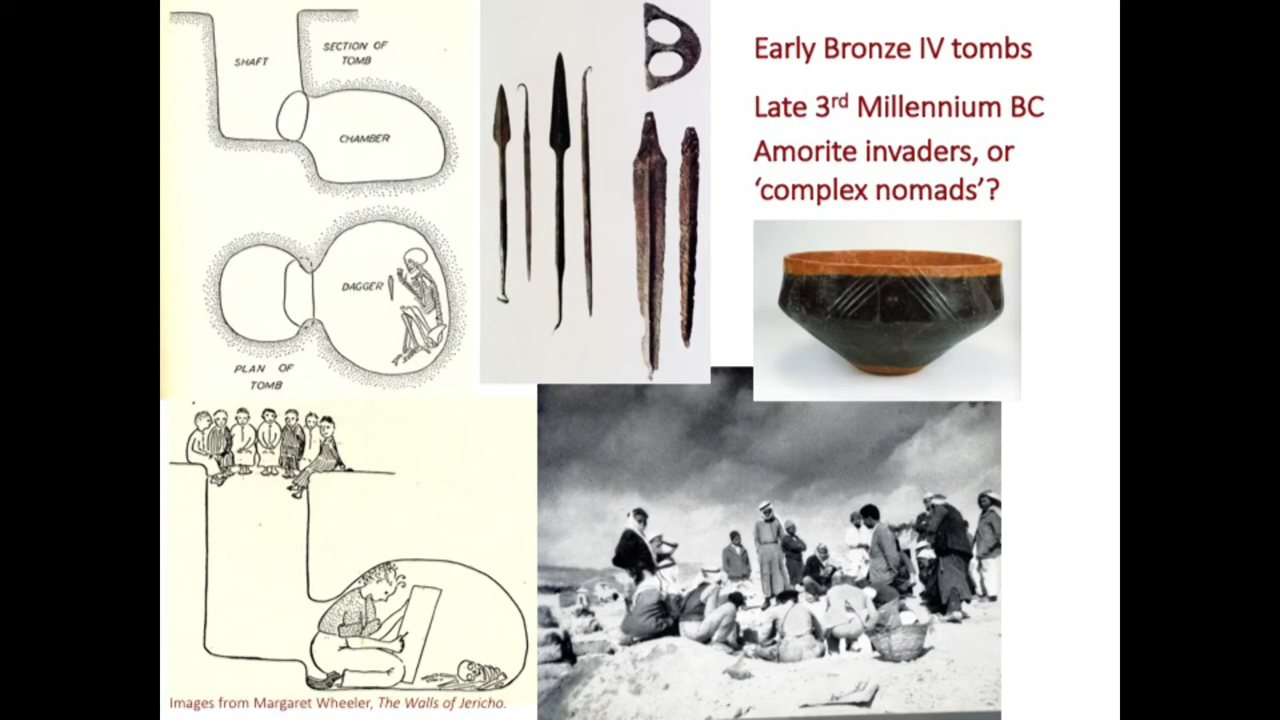 SHAFT
SECTION OF
TOMB
CHAMBER
DAGGER
PLAN OF
TOMB
Early Bronze IV tombs
Late 3rd Millennium BC
Amorite invaders, or
‘complex nomads’?
Images from Margaret Wheeler, The Walls of Jericho.